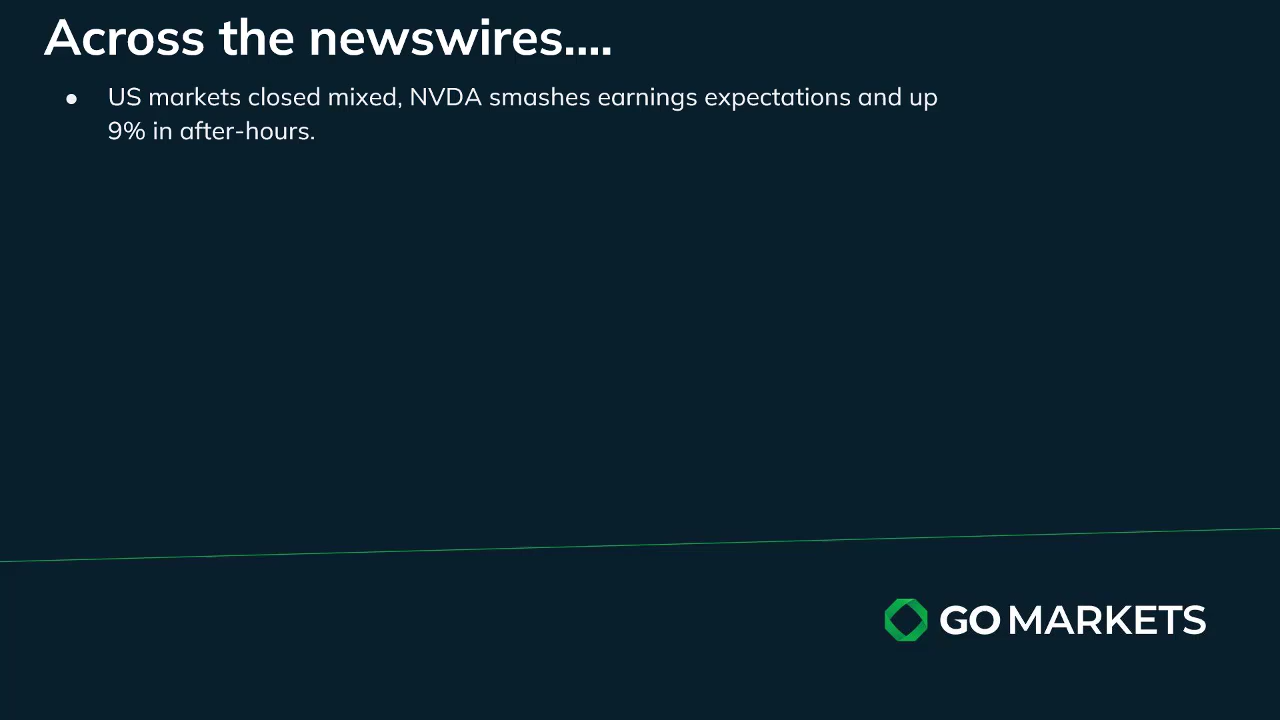 Across the newswires....
● US markets closed mixed, NVDA smashes earnings expectations and up
9% in after-hours.
GO MARKETS